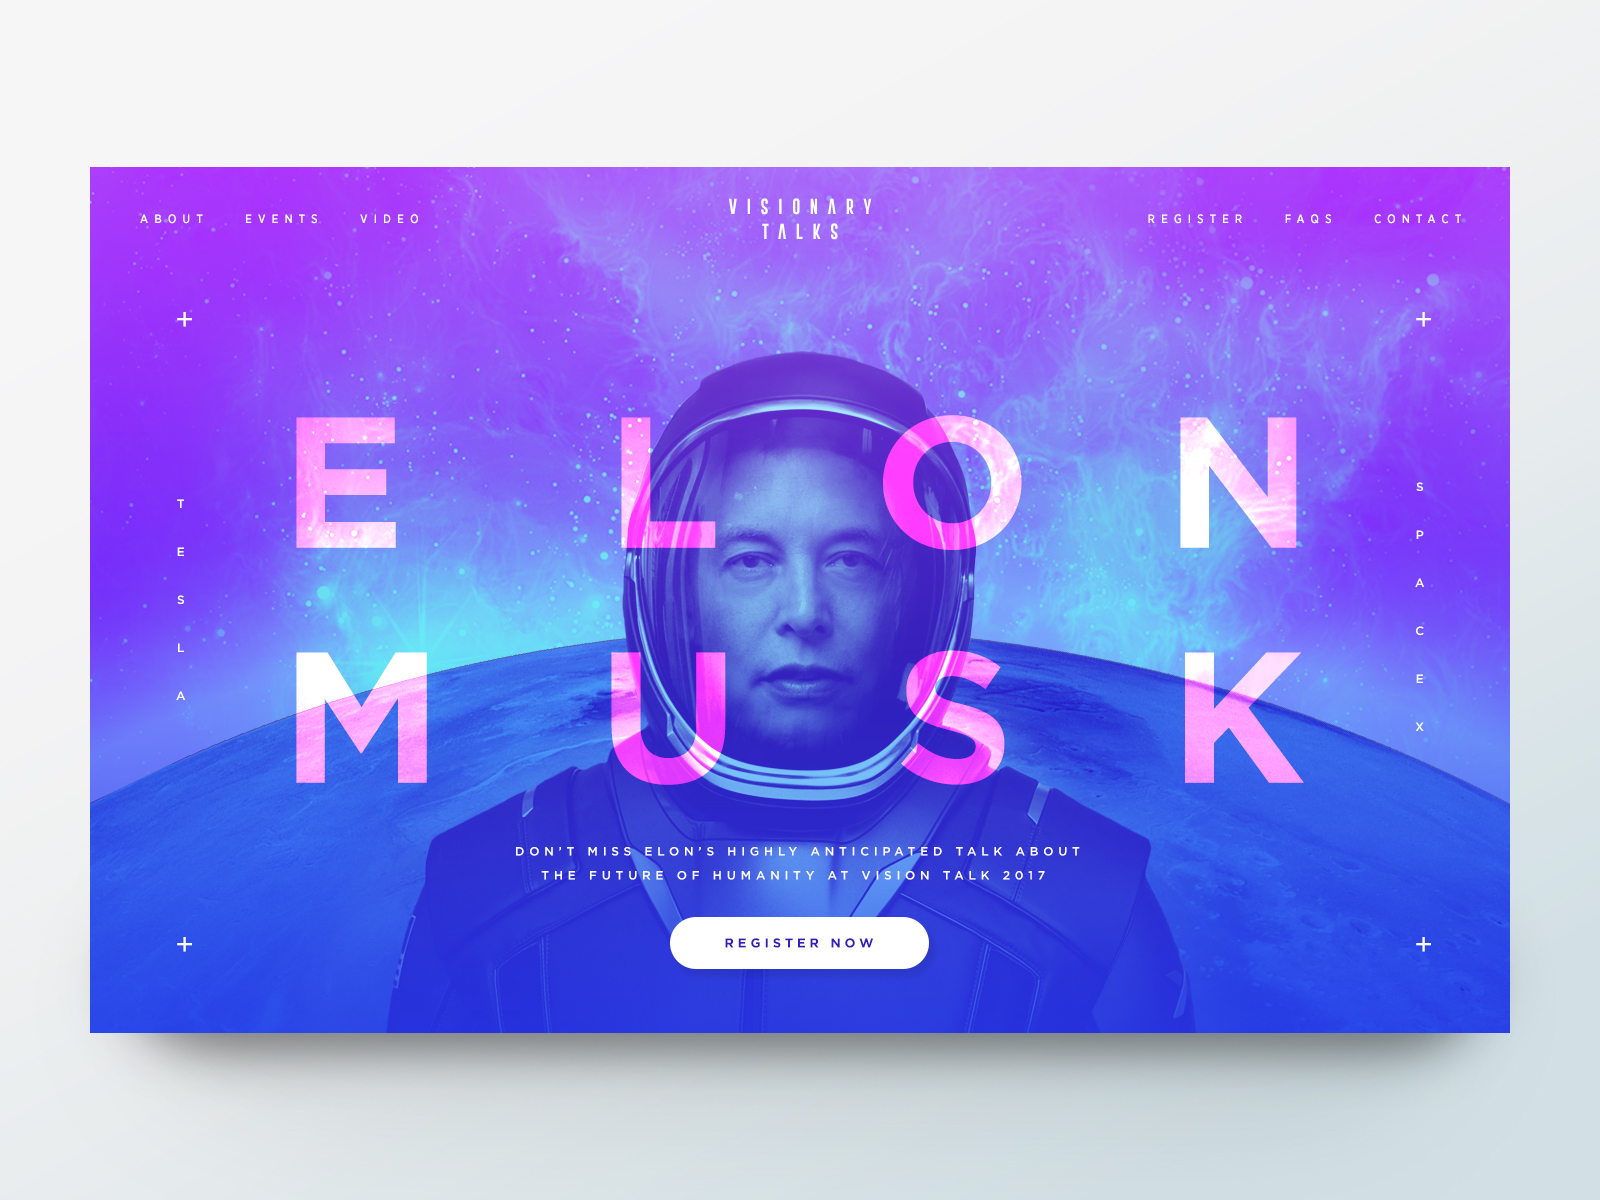 VISIONARY
TALKS
ABOUT EVENTS VIDEO
REGISTER FAQS CONTACT
ELON
MUSK
TESLA
SPACEX
DON'T MISS ELON'S HIGHLY ANTICIPATED TALK ABOUT
THE FUTURE OF HUMANITY AT VISION TALK 2017
REGISTER NOW